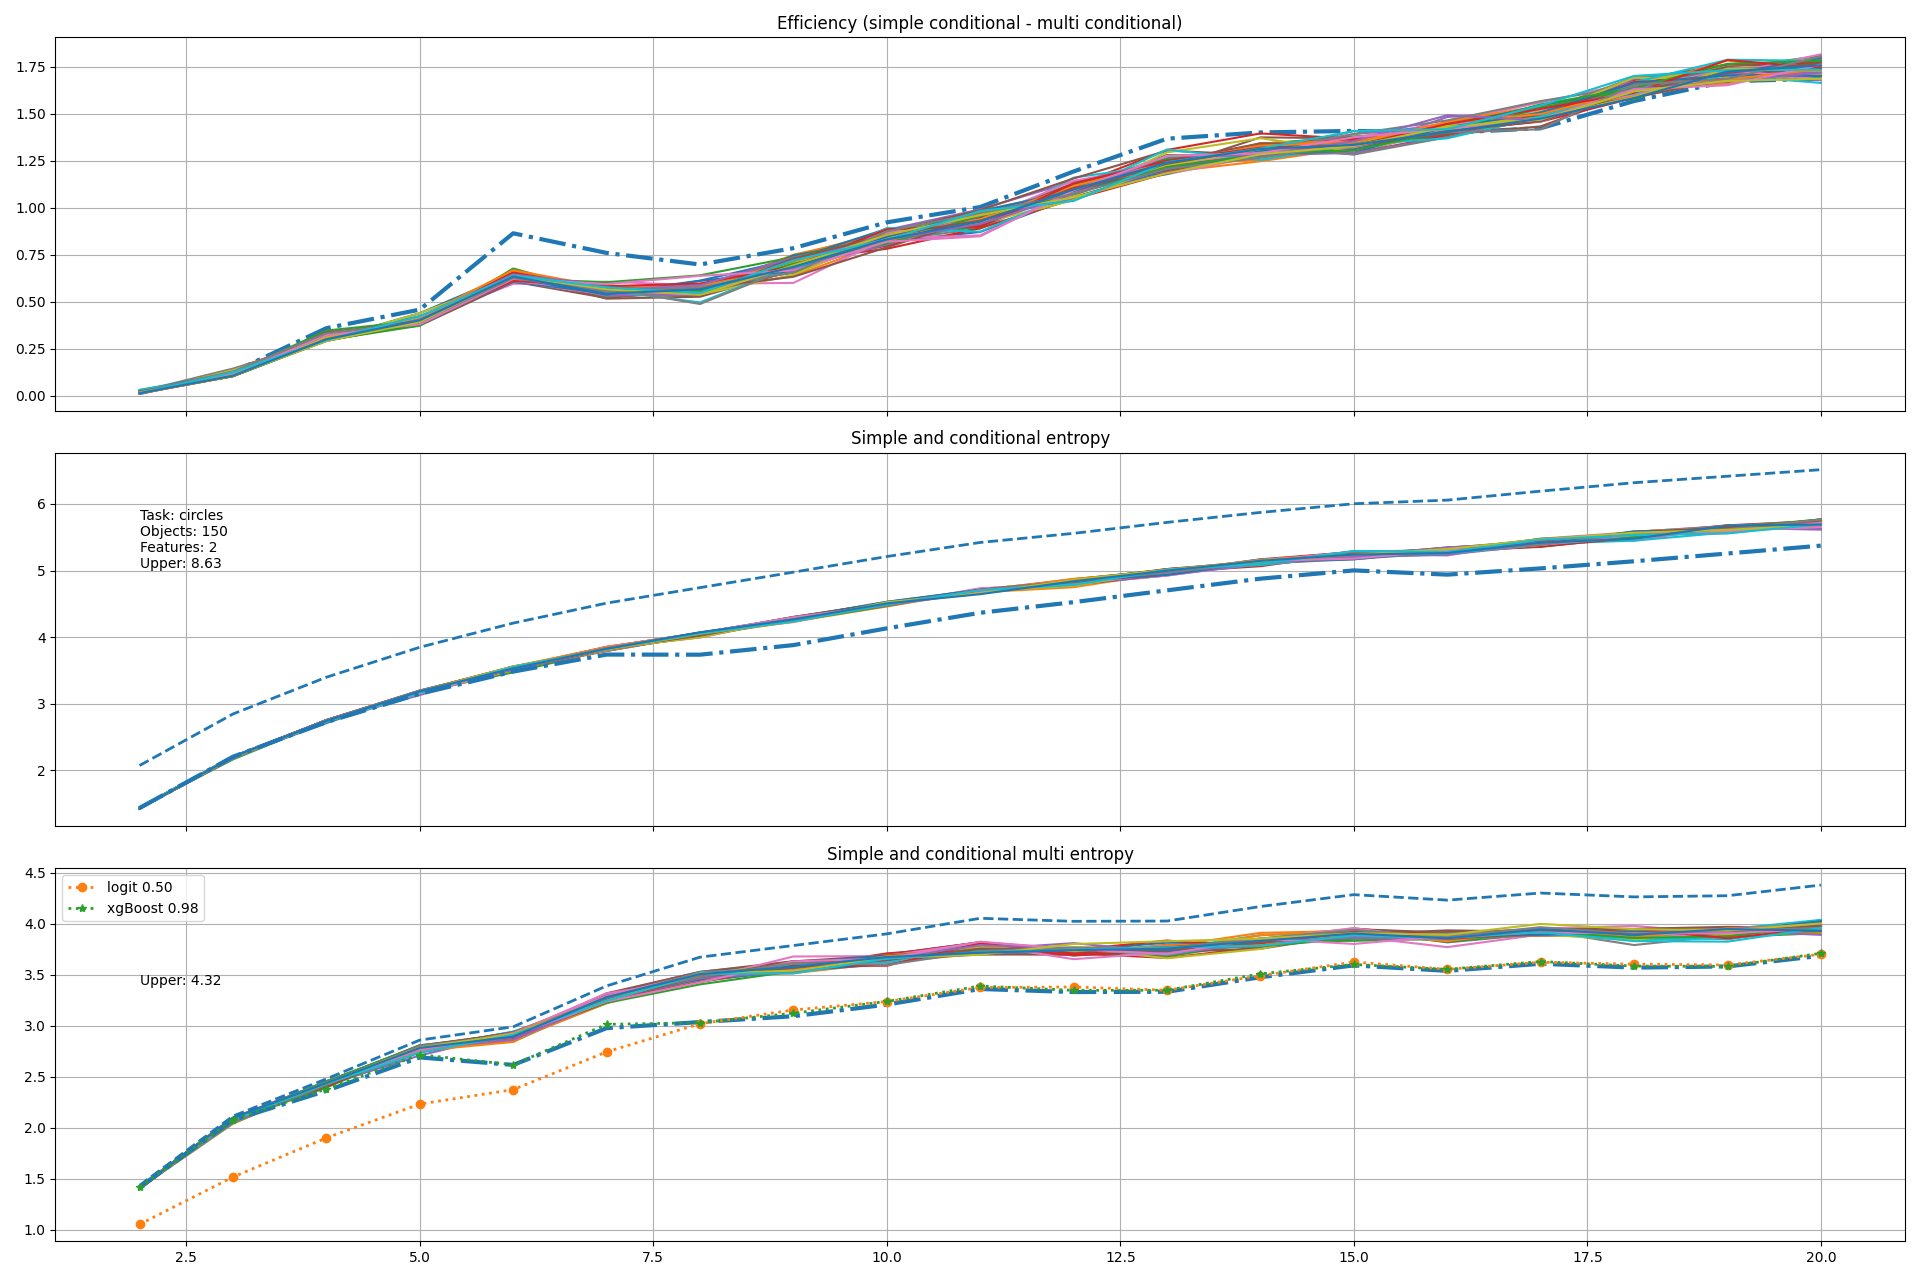 Efficiency (simple conditional - multi conditional)
1.75
1.50
1.25
1.00
0.75
0.50
0.25
0.00
Simple and conditional entropy
6
5
4
3
2
Task: circles
Objects: 150
Features: 2
Upper: 8.63
Simple and conditional multi entropy
4.5
4.0
3.5
3.0
2.5
2.0
1.5
1.0
logit 0.50
xgBoost 0.98
Upper: 4.32
2.5 5.0 7.5 10.0 12.5 15.0 17.5 20.0